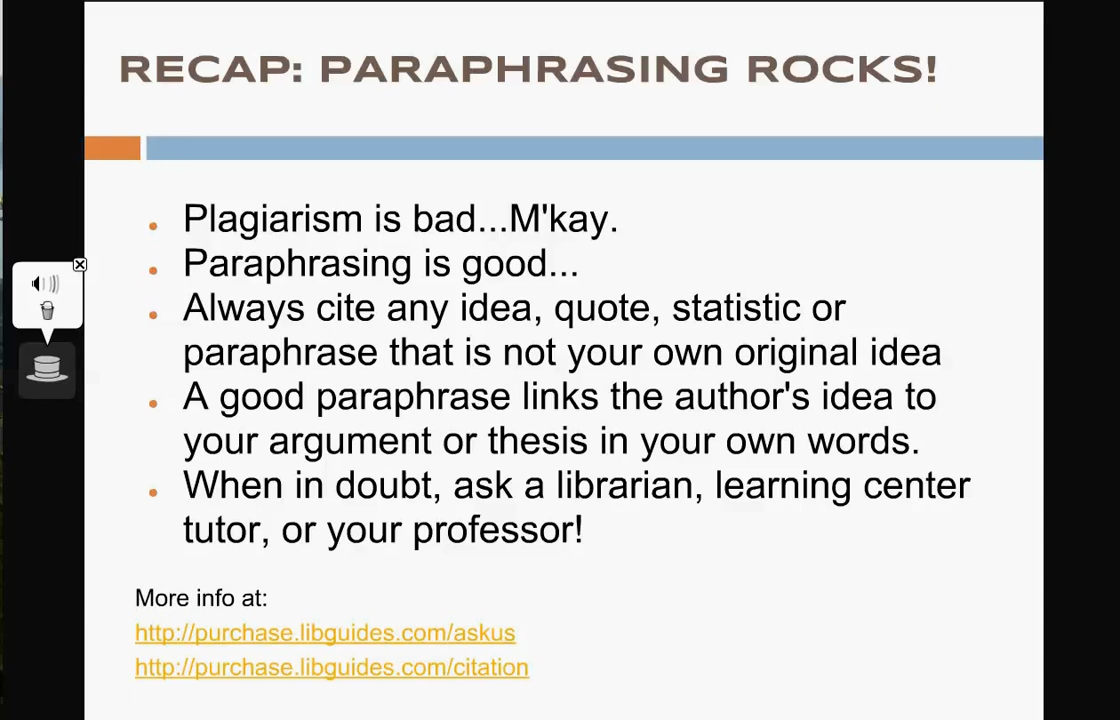 RECAP: PARAPHRASING ROCKS!
Plagiarism is bad...M'kay.
Paraphrasing is good...
Always cite any idea, quote, statistic or
paraphrase that is not your own original idea
A good paraphrase links the author's idea to
your argument or thesis in your own words.
When in doubt, ask a librarian, learning center
tutor, or your professor!
More info at:
http://purchase.libguides.com/askus
http://purchase.libguides.com/citation